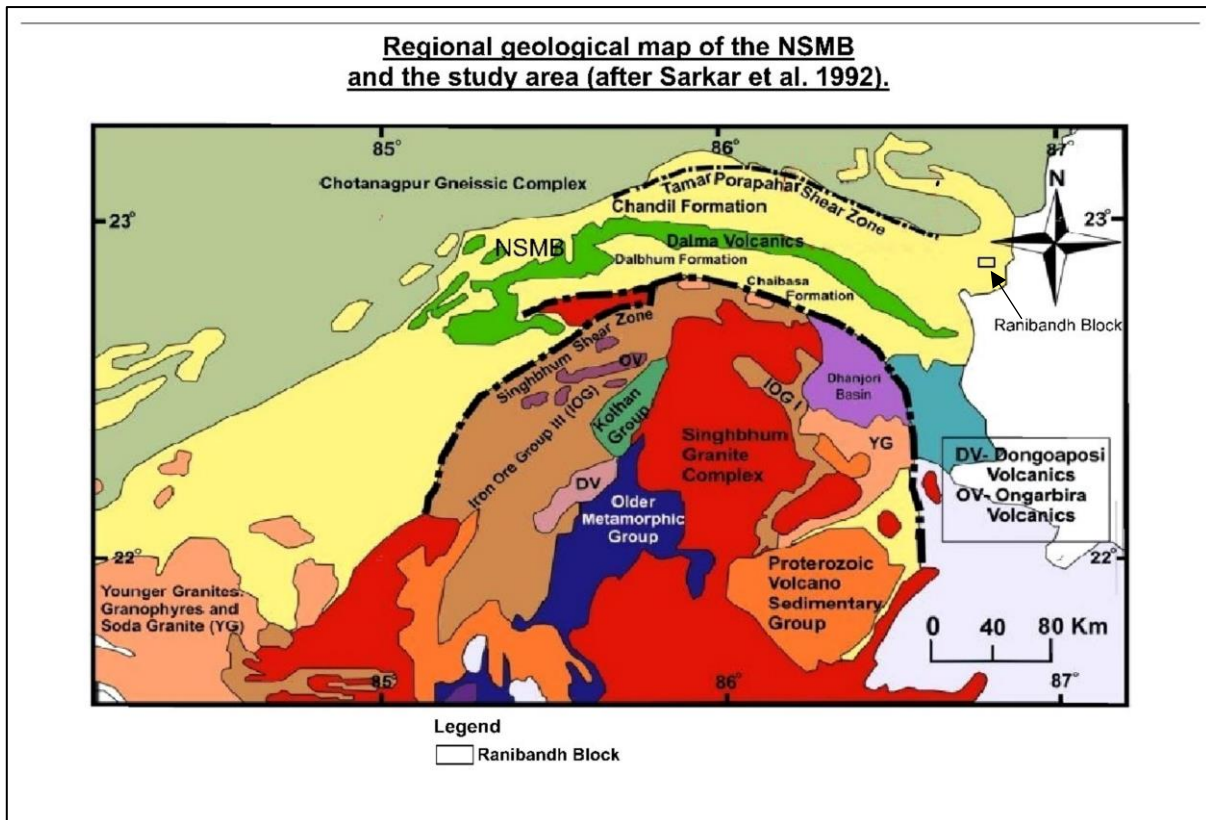 Regional geological map of the NSMB
and the study area (after Sarkar et al. 1992).
85°
86°
87°
Chotanagpur Gneissic Complex
Tamar Porapahar Shear Zone
N
Chandil Formation
23°
23°
NSMB
Dalma Volcanics
Dalbhum Formation
Chaibasa
Formation
Ranibandh Block
Singhbhum Shear Zone
OV
Iron Ore Group III (IOG)
Kolhan
Group
IOG I
Dhanjori
Basin
Singhbhum
Granite
Complex
YG
DV
Older
Metamorphic
Group
DV- Dongoaposi
Volcanics
OV- Ongarbira
Volcanics
22°
22°
Younger Granites,
Granophyres and
Soda Granite (YG)
Proterozoic
Volcano
Sedimentary
Group
0 40 80 Km
85°
86°
87°
Legend
Ranibandh Block